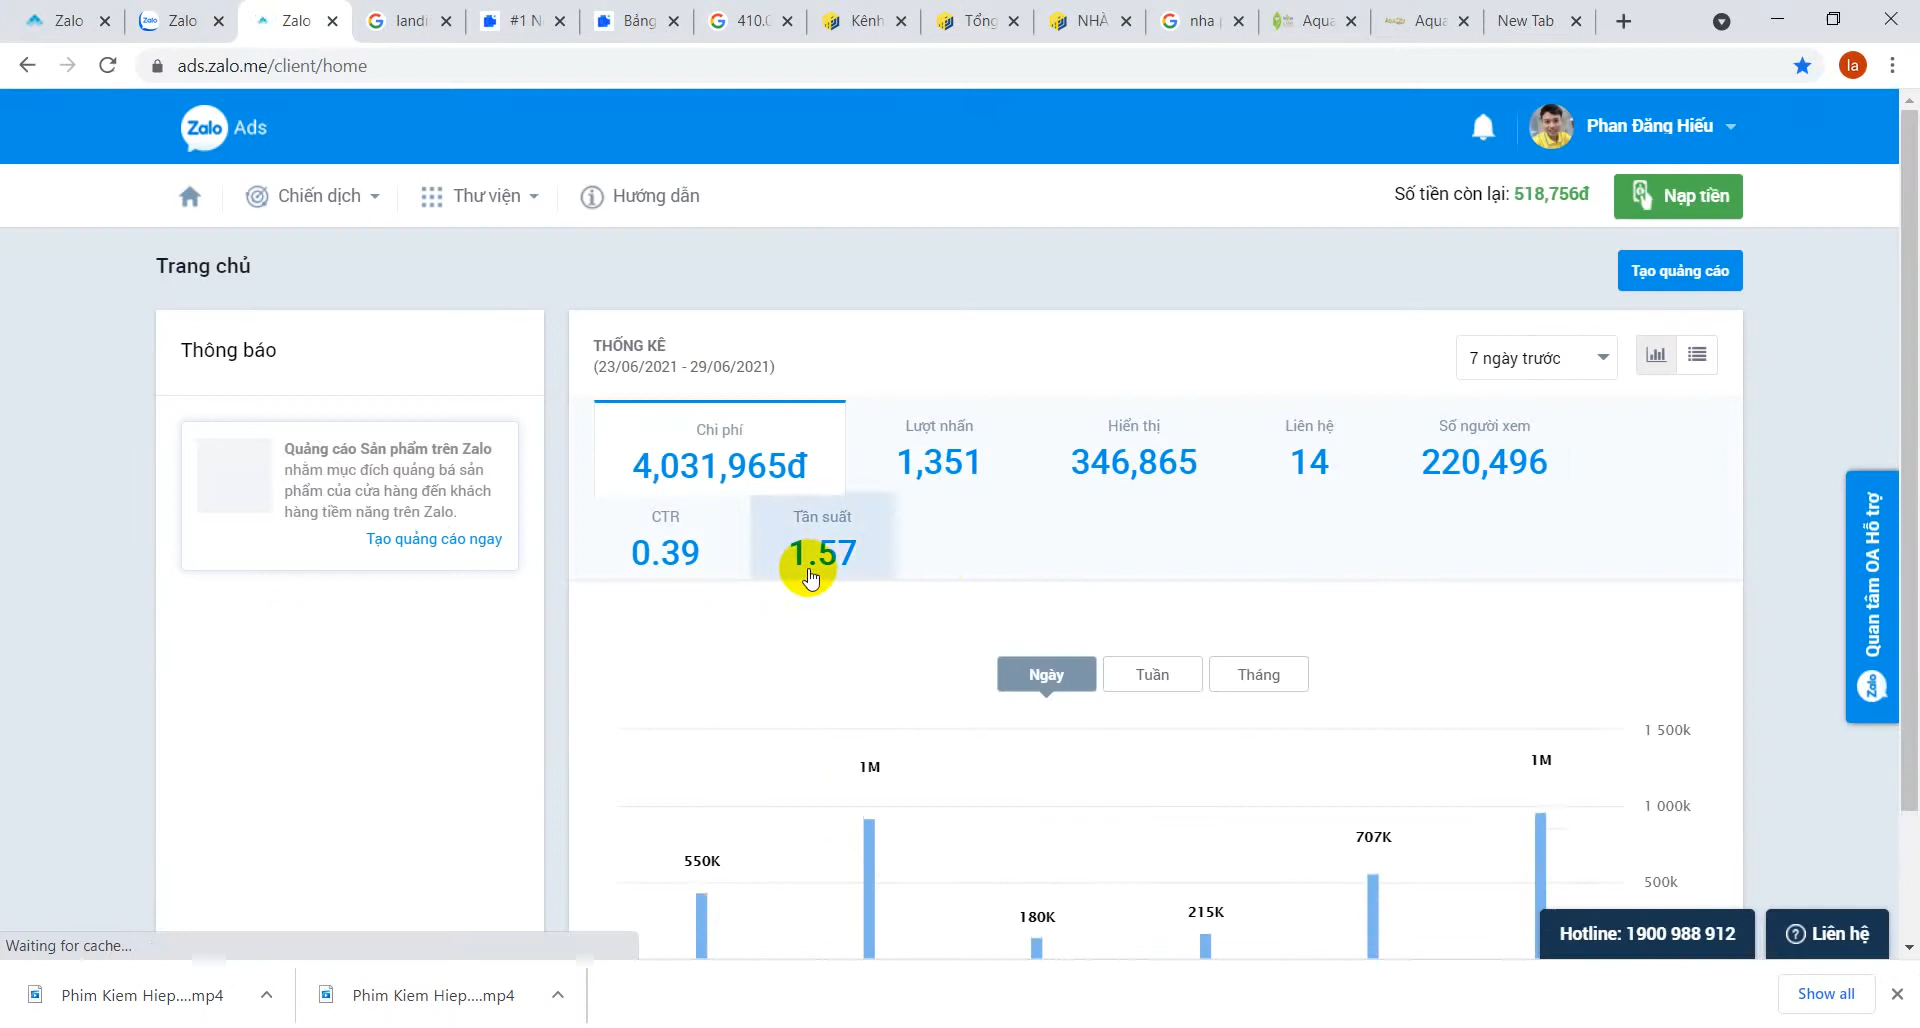 Zalo
Zalo
Zalo
landi
#1 N
Bảng
410.0
Kênh
Tổng
NHÀ
nha p
Aqua
Aqua
New Tab
ads.zalo.me/client/home
la
Zalo Ads
Phan Đăng Hiếu
Chiến dịch
Thư viện
Hướng dẫn
Số tiền còn lại: 518,756đ
Nạp tiền
Trang chủ
Tạo quảng cáo
Thông báo
Quảng cáo Sản phẩm trên Zalo
nhằm mục đích quảng bá sản
phẩm của cửa hàng đến khách
hàng tiềm năng trên Zalo.
Tạo quảng cáo ngay
THỐNG KÊ
(23/06/2021 - 29/06/2021)
7 ngày trước
Chi phí
4,031,965đ
Lượt nhấn
1,351
Hiển thị
346,865
Liên hệ
14
Số người xem
220,496
CTR
0.39
Tần suất
1.57
Quan tâm OA Hỗ trợ
Zalo
Ngày
Tuần
Tháng
1 500k
1M
1M
1 000k
707K
550K
500k
180K
215K
Hotline: 1900 988 912
Liên hệ
Waiting for cache...
Phim Kiem Hiep....mp4
Phim Kiem Hiep....mp4
Show all